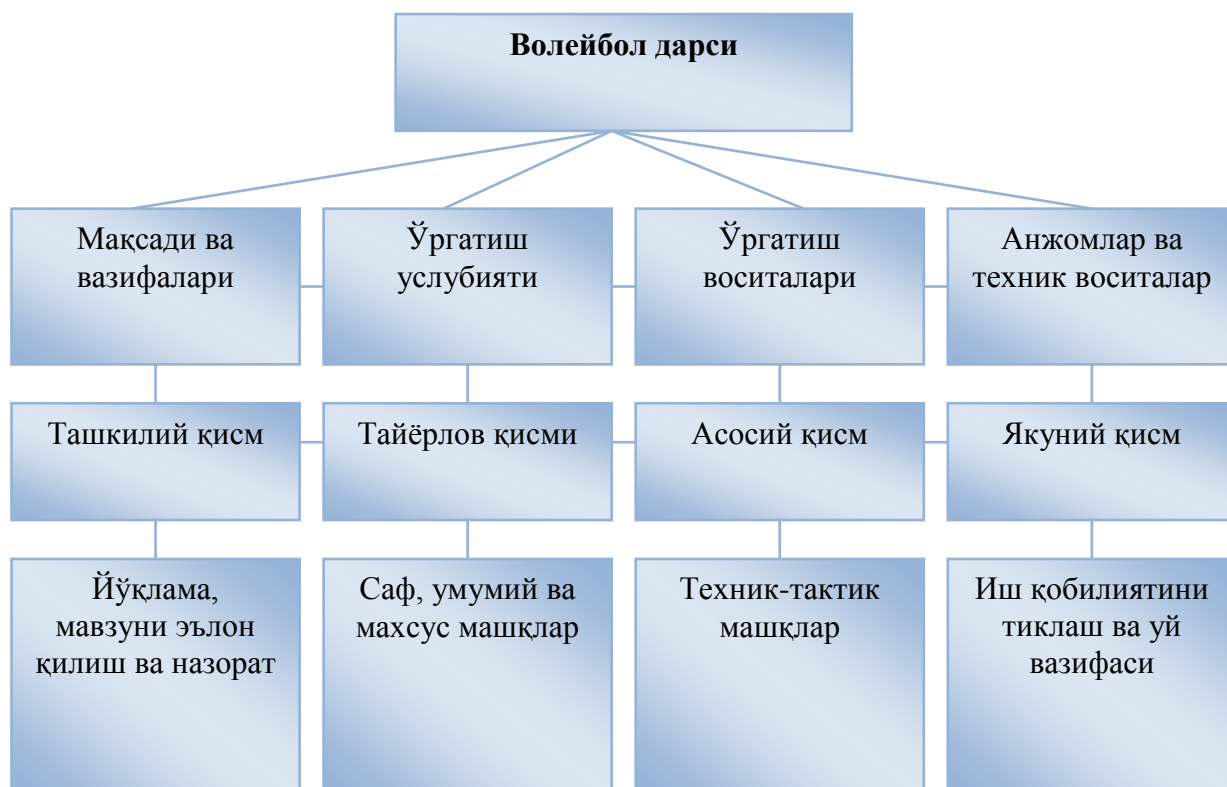 Волейбол дарси
Мақсади ва
вазифалари
Ўргатиш
услубияти
Ўргатиш
воситалари
Анжомлар ва
техник воситалар
Ташкилий қисм
Тайёрлов қисми
Асосий қисм
Якуний қисм
Йўқлама,
мавзуни эълон
қилиш ва назорат
Саф, умумий ва
махсус машқлар
Техник-тактик
машқлар
Иш қобилиятини
тиклаш ва уй
вазифаси